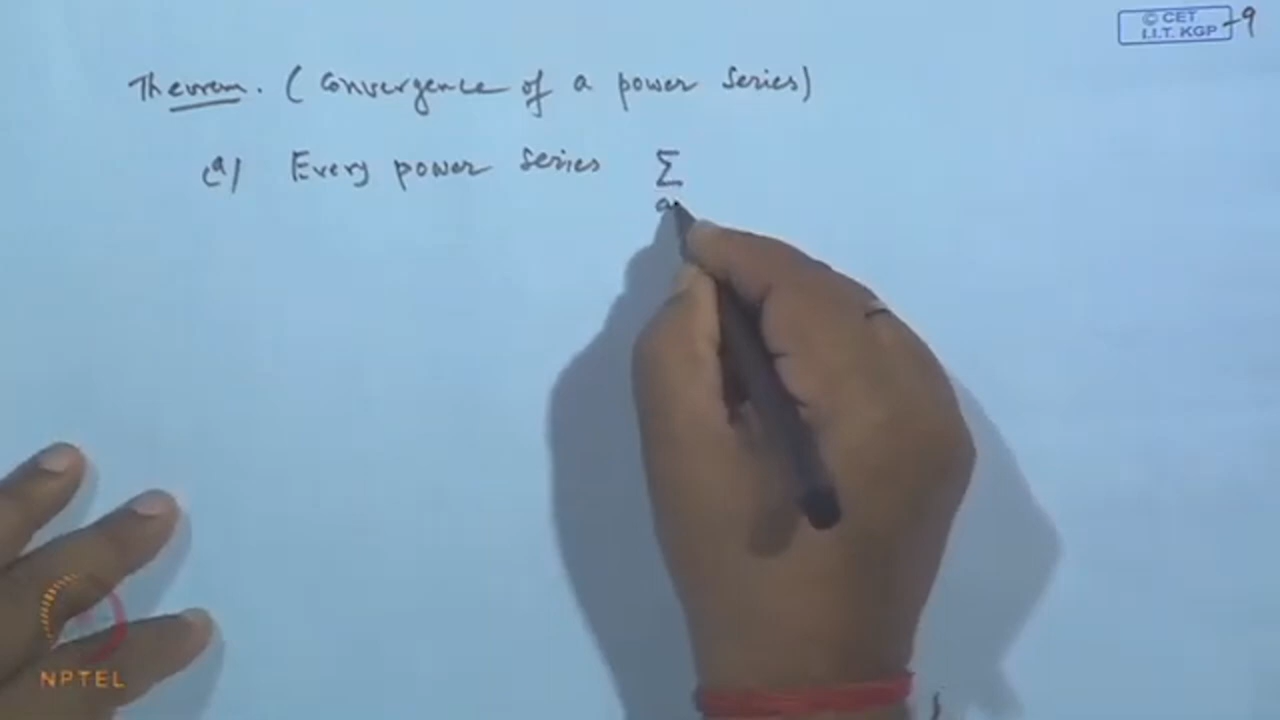 © CET
I.I.T. KGP -9
Theorem. (Convergence of a power series)
(a) Every power series Σ
NPTEL